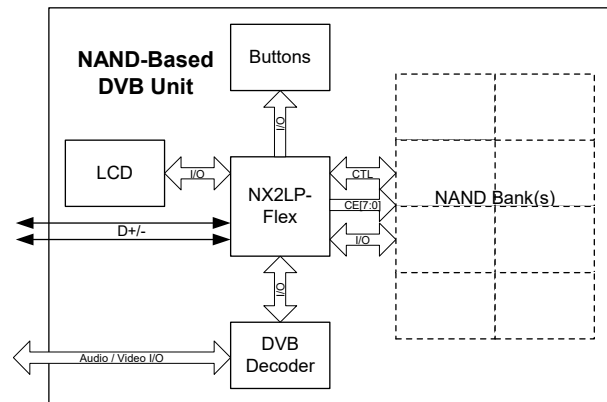 NAND-Based
DVB Unit
Buttons
I/O
LCD
I/O
NX2LP-
Flex
CTL
CE[7:0]
I/O
NAND Bank(s)
D+/-
I/O
DVB
Decoder
Audio / Video I/O